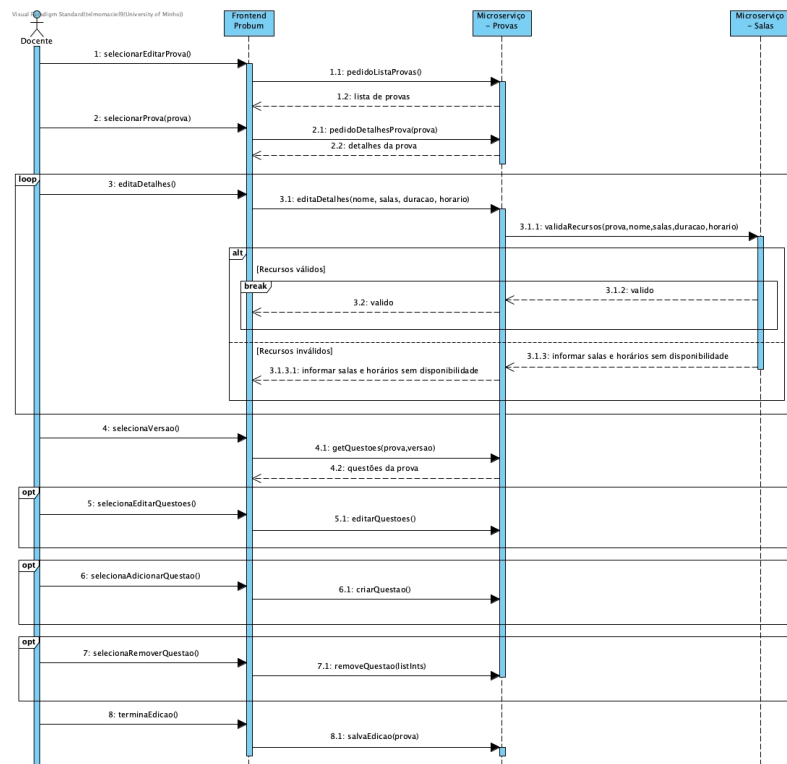 Visual Paradigm Standard(telmomaciel9(University of Minho))
Docente
Frontend
Probum
Microserviço
- Provas
Microserviço
- Salas
1: selecionarEditarProva()
1.1: pedidoListaProvas()
1.2: lista de provas
2: selecionarProva(prova)
2.1: pedidoDetalhesProva(prova)
2.2: detalhes da prova
loop
3: editaDetalhes()
3.1: editaDetalhes(nome, salas, duracao, horario)
3.1.1: validaRecursos(prova,nome,salas,duracao,horario)
alt
[Recursos válidos]
break
3.1.2: valido
3.2: valido
[Recursos inválidos]
3.1.3: informar salas e horários sem disponibilidade
3.1.3.1: informar salas e horários sem disponibilidade
4: selecionaVersao()
4.1: getQuestoes(prova,versao)
4.2: questões da prova
opt
5: selecionaEditarQuestoes()
5.1: editarQuestoes()
opt
6: selecionaAdicionarQuestao()
6.1: criarQuestao()
opt
7: selecionaRemoverQuestao()
7.1: removeQuestao(listInts)
8: terminaEdicao()
8.1: salvaEdicao(prova)